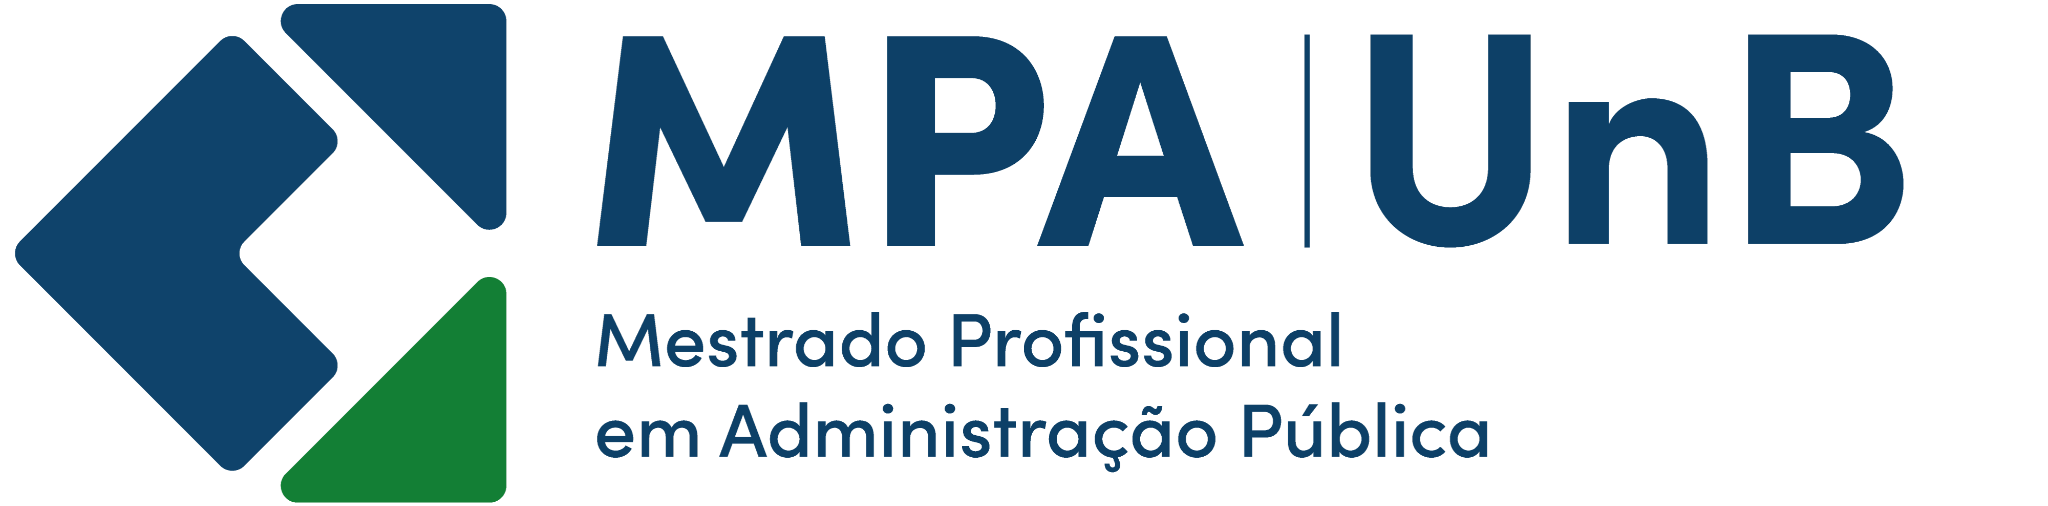 MPA | UnB
Mestrado Profissional
em Administração Pública